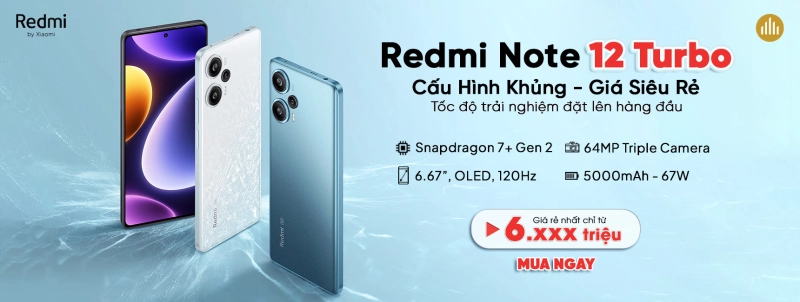 Redmi
by Xiaomi
Redmi Note 12 Turbo
Cấu Hình Khủng - Giá Siêu Rẻ
Tốc độ trải nghiệm đặt lên hàng đầu
Snapdragon 7+ Gen 2
64MP Triple Camera
6.67", OLED, 120Hz
5000mAh - 67W
Giá rẻ nhất chỉ từ
6.XXX triệu
MUA NGAY
Redmi
Redmi